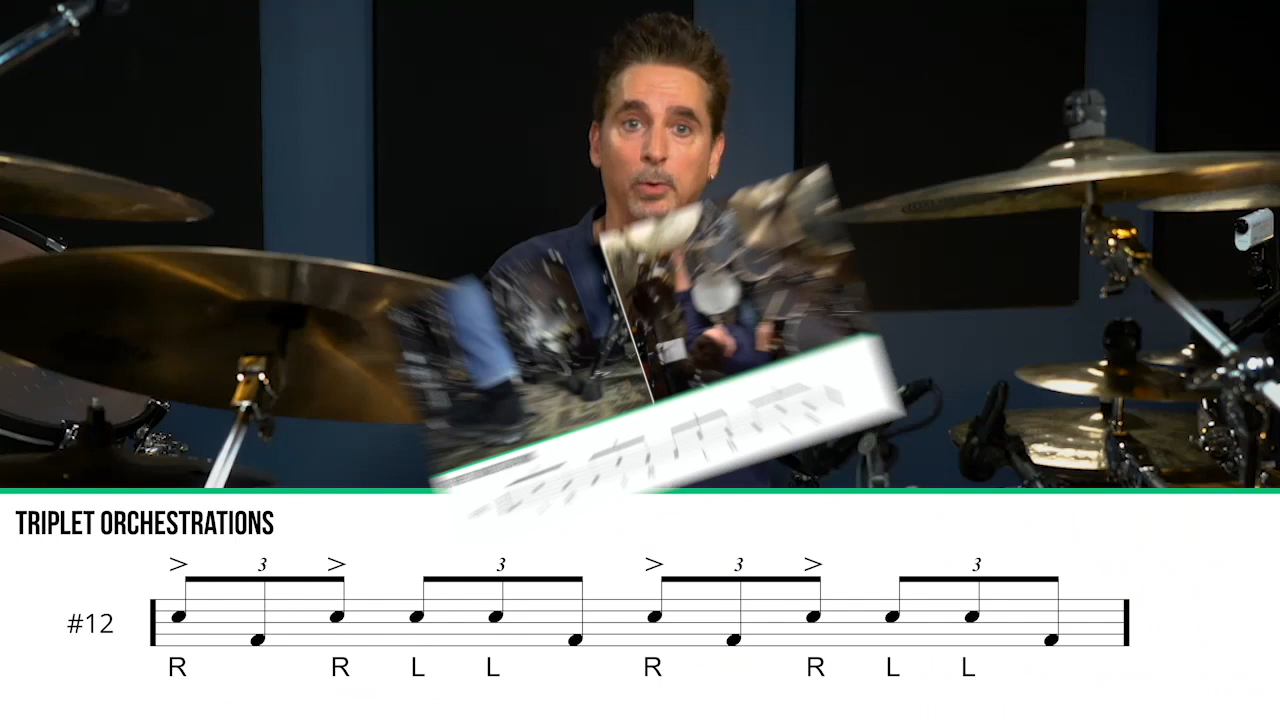 TRIPLET ORCHESTRATIONS
> 3 > 3 > 3 > 3
#12
R R L L R R L L